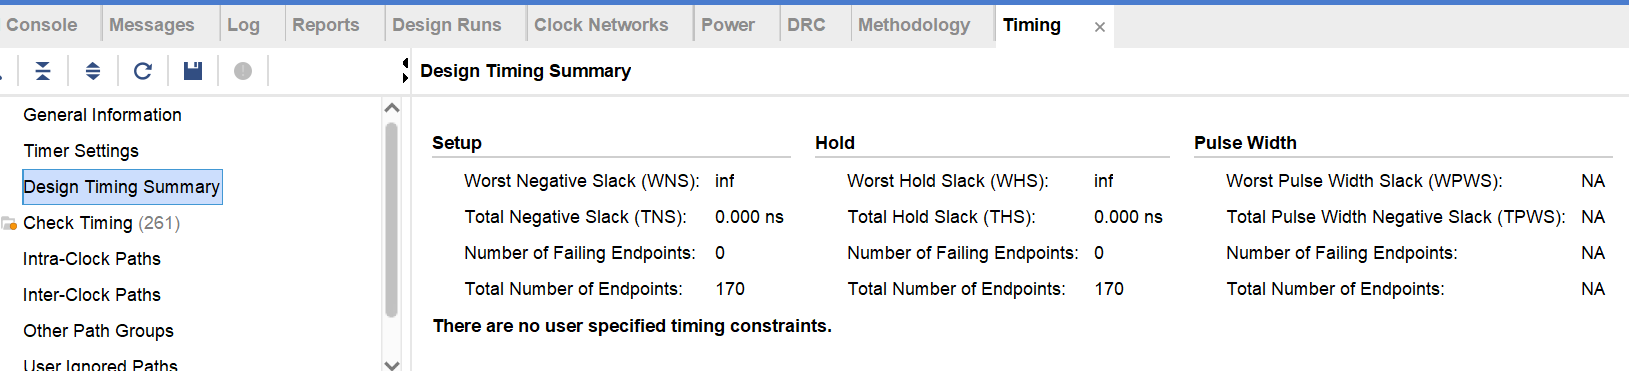 Console Messages Log Reports Design Runs Clock Networks Power DRC Methodology Timing ×
Design Timing Summary
General Information
Timer Settings
Design Timing Summary
Check Timing (261)
Intra-Clock Paths
Inter-Clock Paths
Other Path Groups
User Ignored Paths
Setup Hold Pulse Width
Worst Negative Slack (WNS): inf Worst Hold Slack (WHS): inf Worst Pulse Width Slack (WPWS): NA
Total Negative Slack (TNS): 0.000 ns Total Hold Slack (THS): 0.000 ns Total Pulse Width Negative Slack (TPWS): NA
Number of Failing Endpoints: 0 Number of Failing Endpoints: 0 Number of Failing Endpoints: NA
Total Number of Endpoints: 170 Total Number of Endpoints: 170 Total Number of Endpoints: NA
There are no user specified timing constraints.